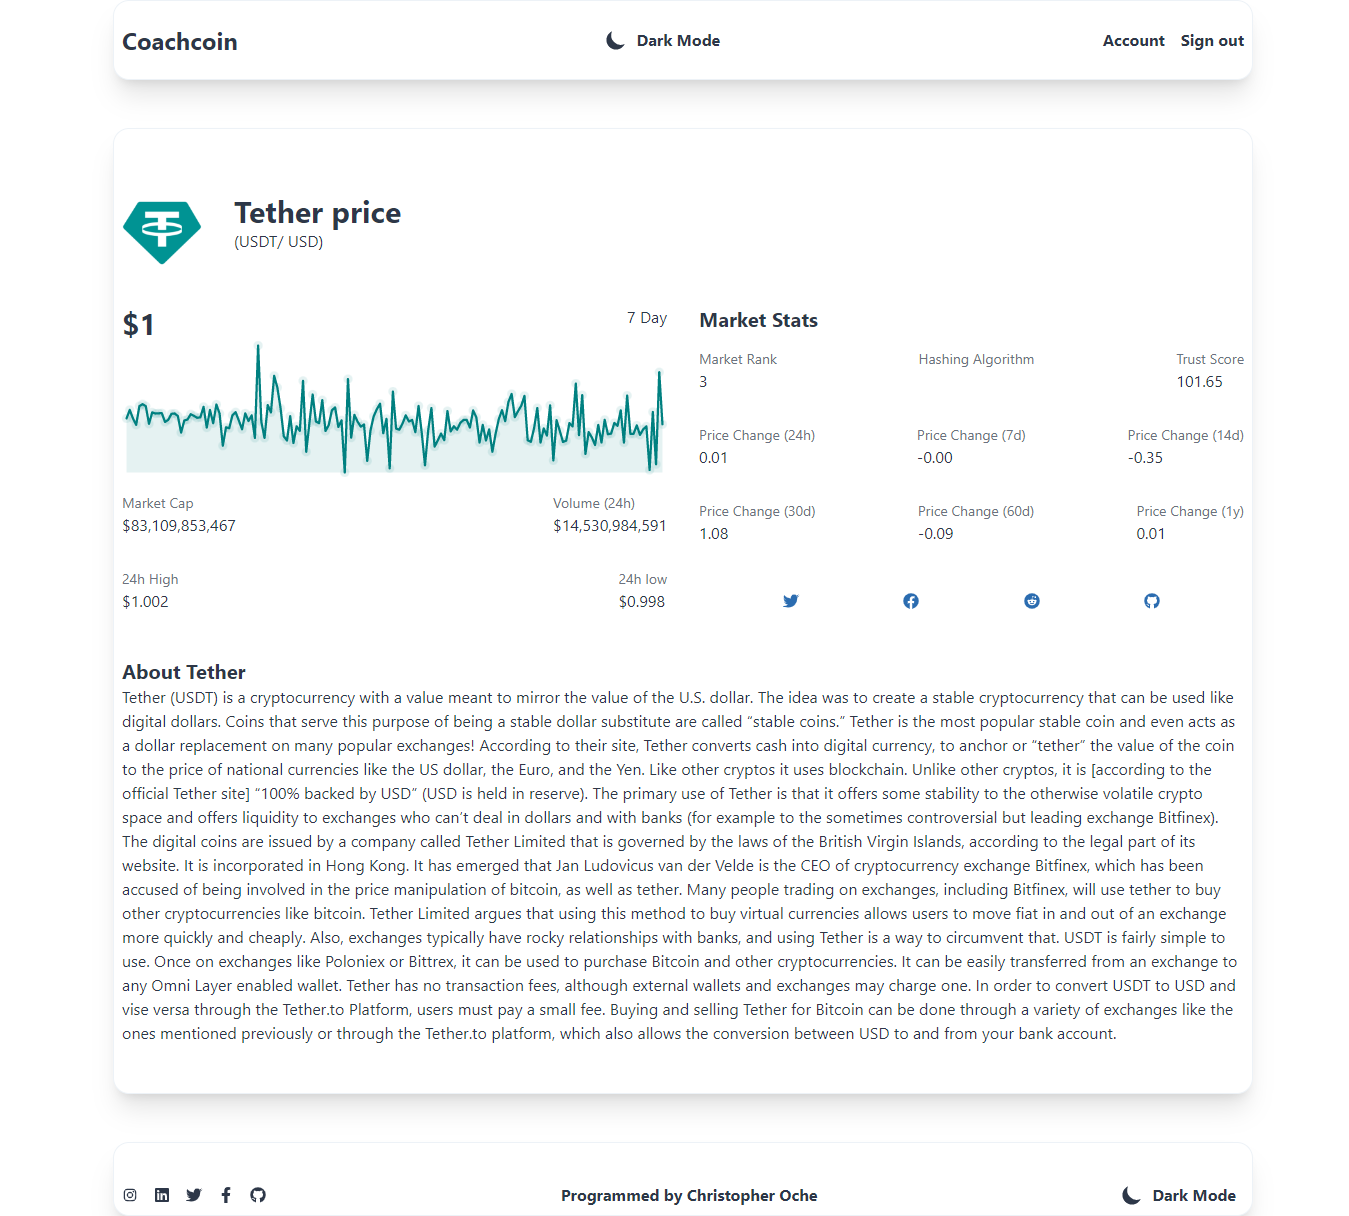 Coachcoin
Dark Mode
Account
Sign out
Tether price
(USDT/ USD)
$1
7 Day
Market Cap
$83,109,853,467
Volume (24h)
$14,530,984,591
24h High
$1.002
24h low
$0.998
Market Stats
Market Rank
3
Hashing Algorithm
Trust Score
101.65
Price Change (24h)
0.01
Price Change (7d)
-0.00
Price Change (14d)
-0.35
Price Change (30d)
1.08
Price Change (60d)
-0.09
Price Change (1y)
0.01
About Tether
Tether (USDT) is a cryptocurrency with a value meant to mirror the value of the U.S. dollar. The idea was to create a stable cryptocurrency that can be used like
digital dollars. Coins that serve this purpose of being a stable dollar substitute are called “stable coins.” Tether is the most popular stable coin and even acts as
a dollar replacement on many popular exchanges! According to their site, Tether converts cash into digital currency, to anchor or “tether” the value of the coin
to the price of national currencies like the US dollar, the Euro, and the Yen. Like other cryptos it uses blockchain. Unlike other cryptos, it is [according to the
official Tether site] “100% backed by USD” (USD is held in reserve). The primary use of Tether is that it offers some stability to the otherwise volatile crypto
space and offers liquidity to exchanges who can’t deal in dollars and with banks (for example to the sometimes controversial but leading exchange Bitfinex).
The digital coins are issued by a company called Tether Limited that is governed by the laws of the British Virgin Islands, according to the legal part of its
website. It is incorporated in Hong Kong. It has emerged that Jan Ludovicus van der Velde is the CEO of cryptocurrency exchange Bitfinex, which has been
accused of being involved in the price manipulation of bitcoin, as well as tether. Many people trading on exchanges, including Bitfinex, will use tether to buy
other cryptocurrencies like bitcoin. Tether Limited argues that using this method to buy virtual currencies allows users to move fiat in and out of an exchange
more quickly and cheaply. Also, exchanges typically have rocky relationships with banks, and using Tether is a way to circumvent that. USDT is fairly simple to
use. Once on exchanges like Poloniex or Bittrex, it can be used to purchase Bitcoin and other cryptocurrencies. It can be easily transferred from an exchange to
any Omni Layer enabled wallet. Tether has no transaction fees, although external wallets and exchanges may charge one. In order to convert USDT to USD and
vise versa through the Tether.to Platform, users must pay a small fee. Buying and selling Tether for Bitcoin can be done through a variety of exchanges like the
ones mentioned previously or through the Tether.to platform, which also allows the conversion between USD to and from your bank account.
Programmed by Christopher Oche
Dark Mode